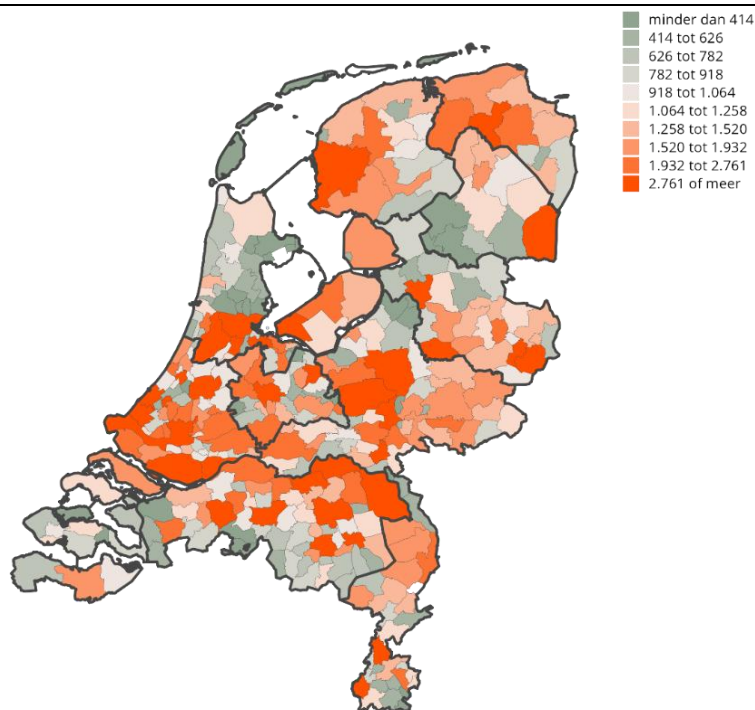 minder dan 414
414 tot 626
626 tot 782
782 tot 918
918 tot 1.064
1.064 tot 1.258
1.258 tot 1.520
1.520 tot 1.932
1.932 tot 2.761
2.761 of meer